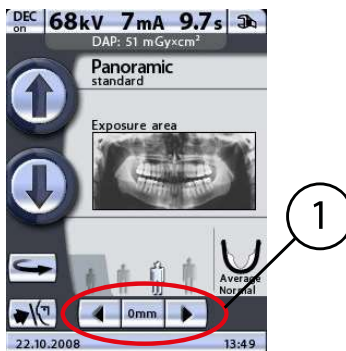 DEC on 68kV 7mA 9.7s
DAP: 51 mGy×cm²
Panoramic
standard
Exposure area
1
Average
Normal
0mm
22.10.2008 13:49